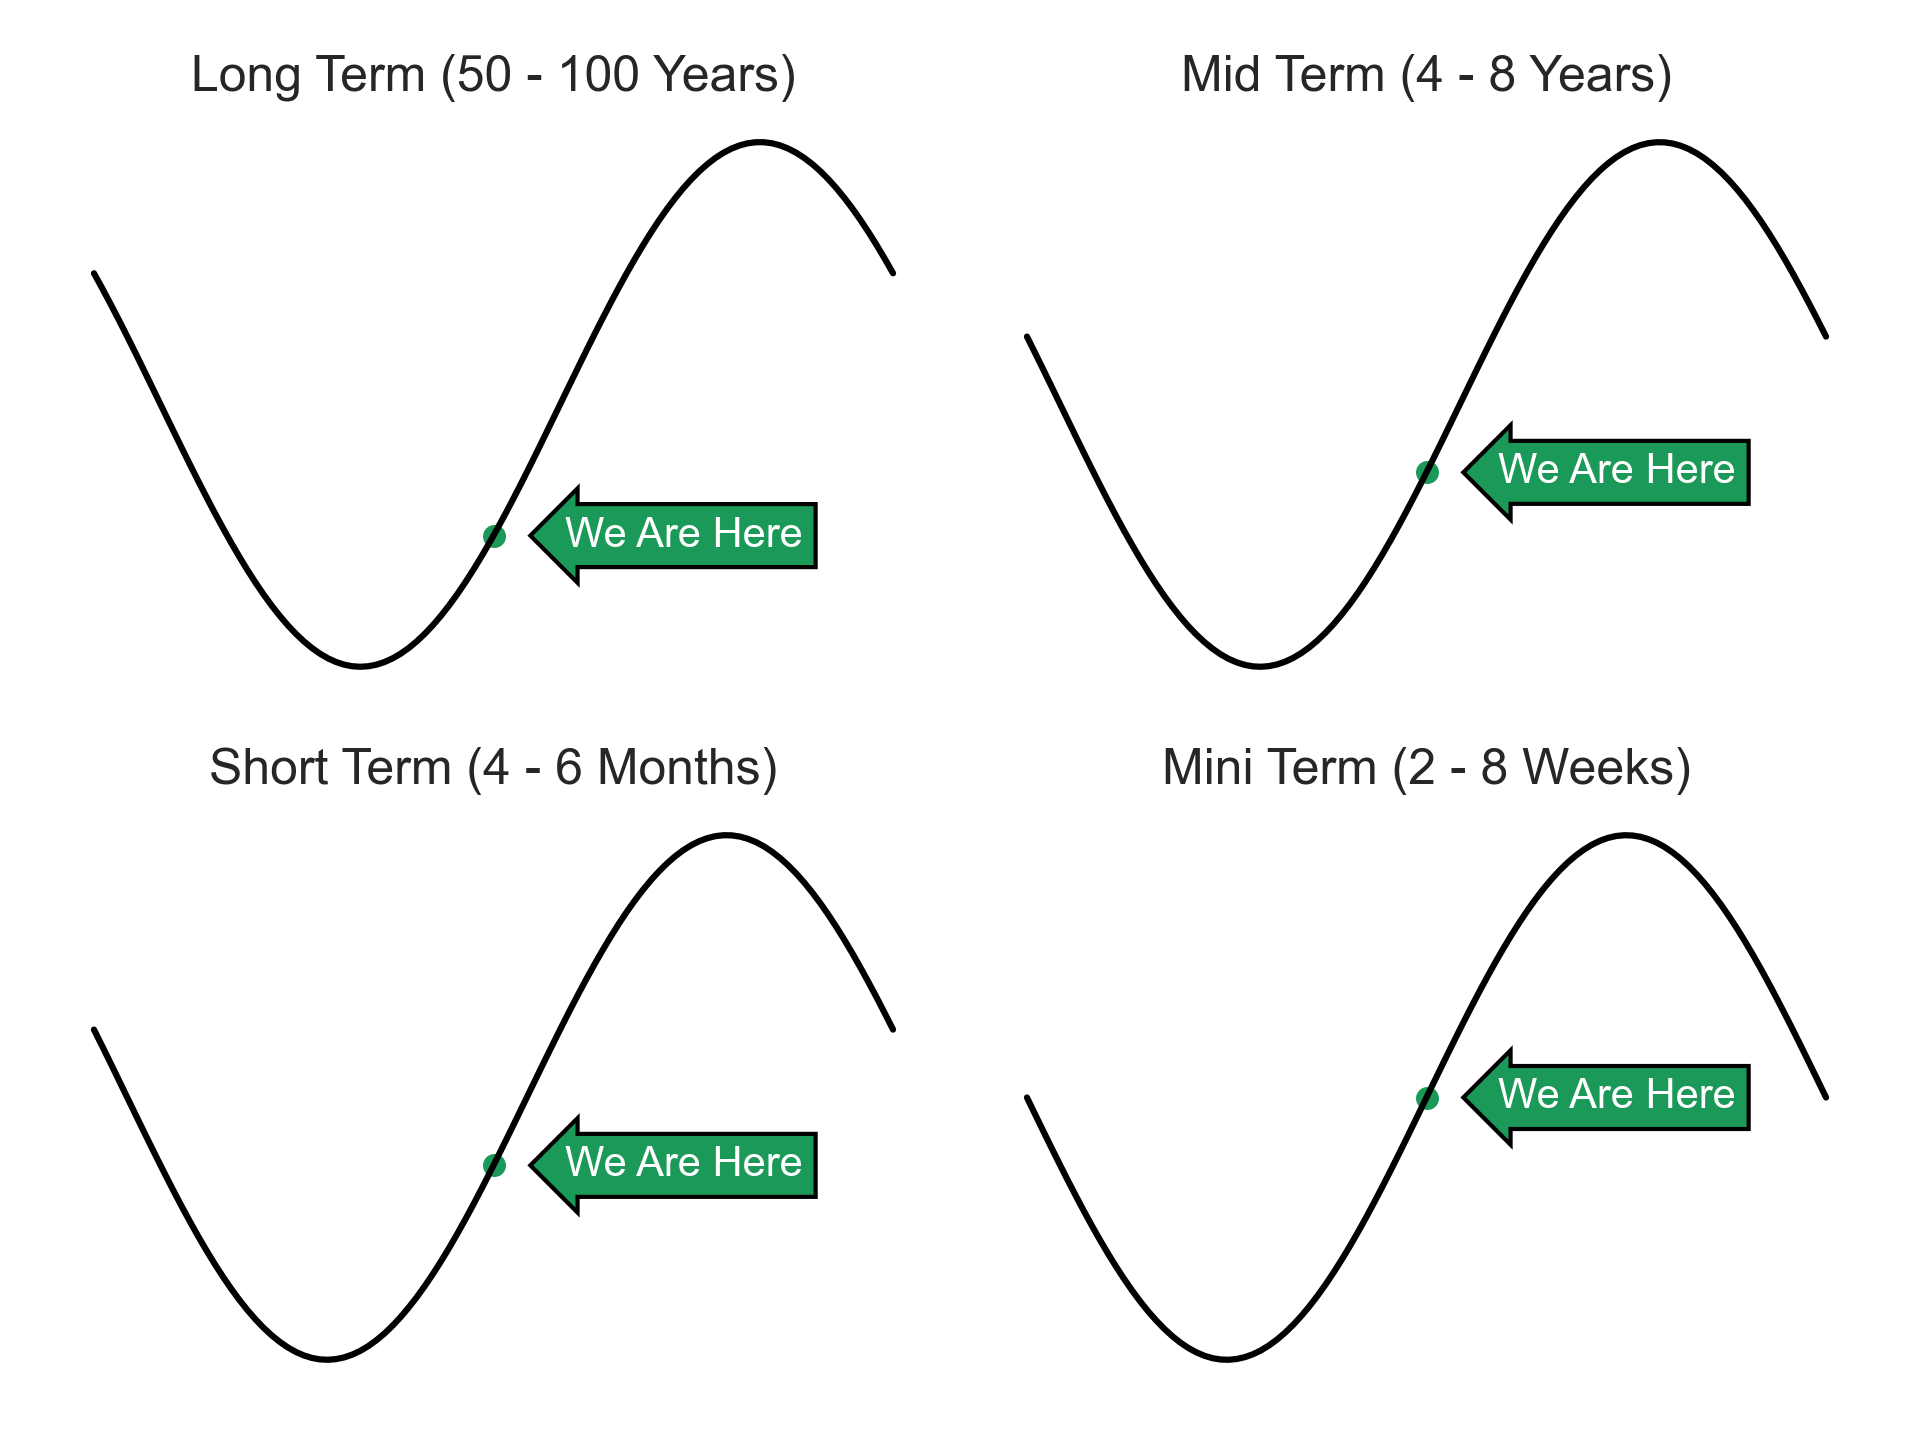 Long Term (50 - 100 Years)
Mid Term (4 - 8 Years)
We Are Here
We Are Here
Short Term (4 - 6 Months)
Mini Term (2 - 8 Weeks)
We Are Here
We Are Here